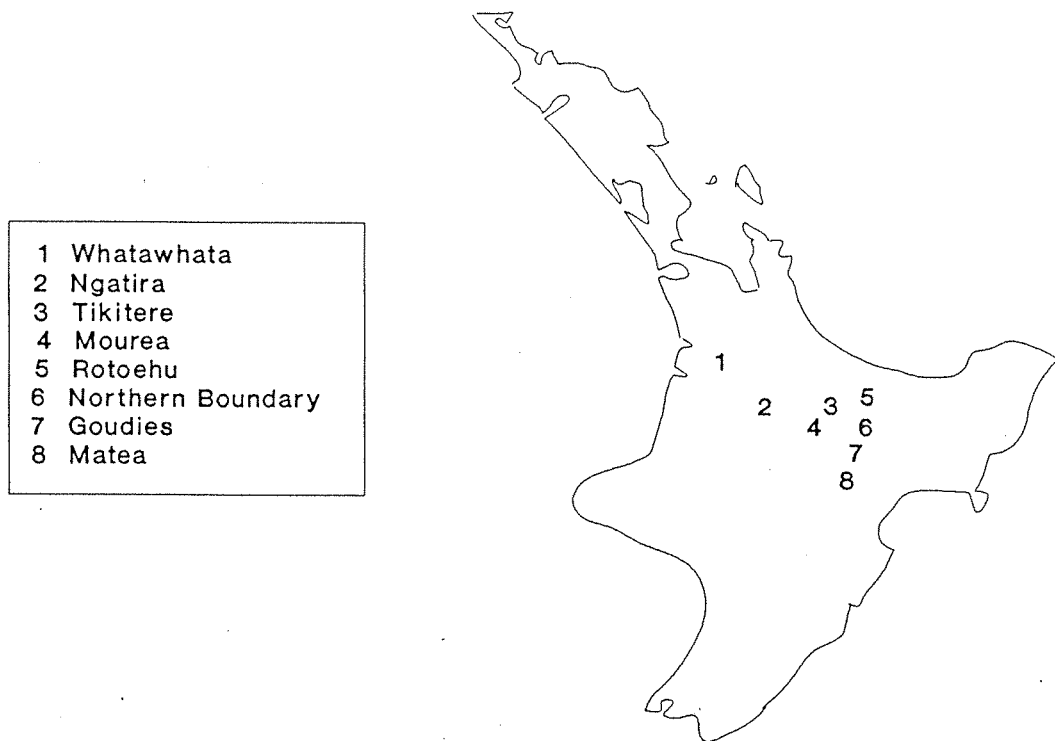 1 Whatawhata
2 Ngatira
3 Tikitere
4 Mourea
5 Rotoehu
6 Northern Boundary
7 Goudies
8 Matea
1
2
3
5
4
6
7
8